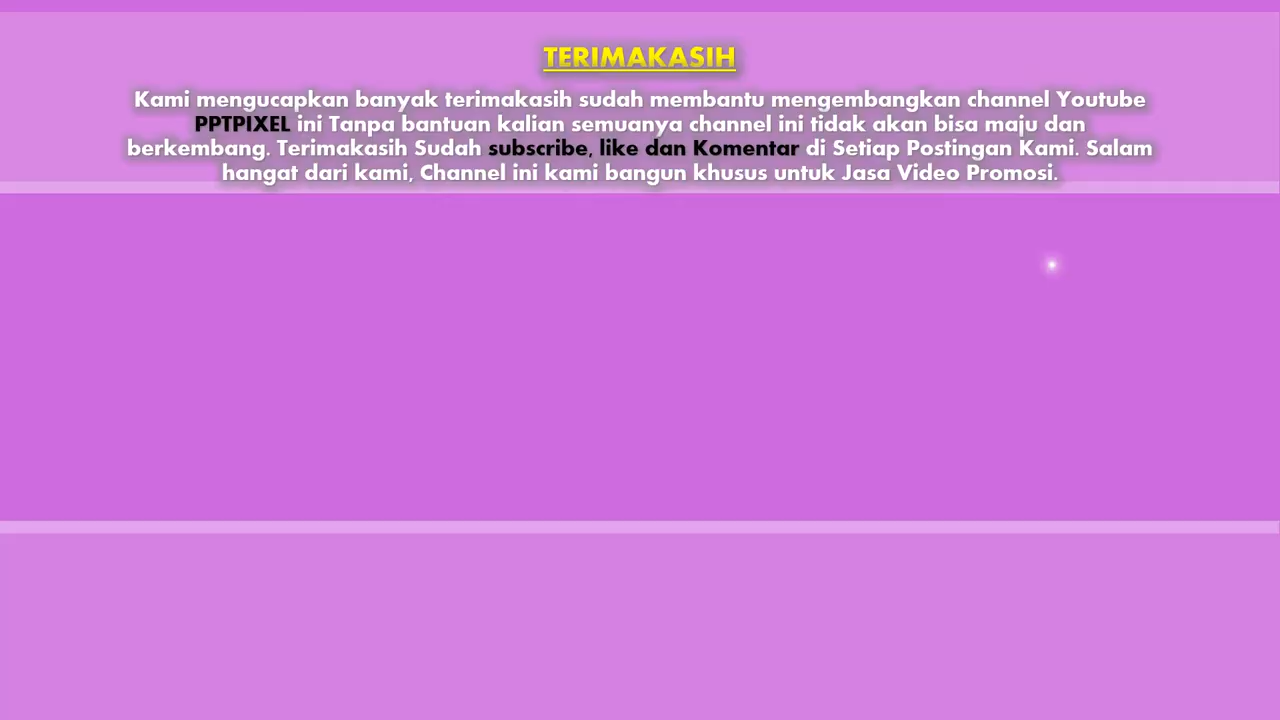 TERIMAKASIH
Kami mengucapkan banyak terimakasih sudah membantu mengembangkan channel Youtube
PPTPIXEL ini Tanpa bantuan kalian semuanya channel ini tidak akan bisa maju dan
berkembang. Terimakasih Sudah subscribe, like dan Komentar di Setiap Postingan Kami. Salam
hangat dari kami, Channel ini kami bangun khusus untuk Jasa Video Promosi.